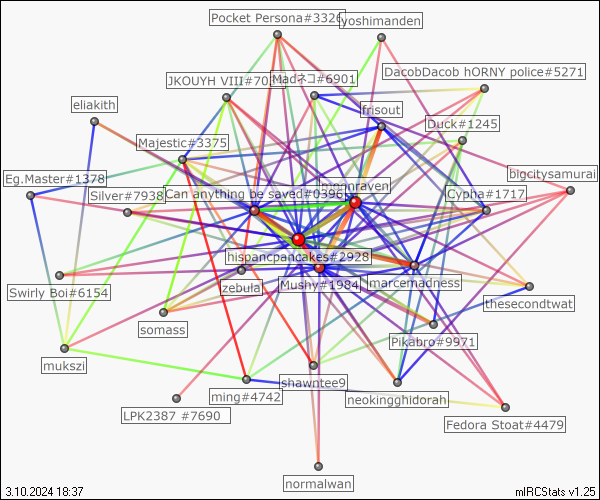 Pocket Persona#3326
yoshimanden
DacobDacob hORNY police#5271
JKOUYH VIII#703
Madネコ#6901
eliakith
frisout
Duck#1245
Majestic#3375
Eg.Master#1378
bigcitysamurai
Silver#7938
Can anything be saved#0396
moonraven
Cypha#1717
hispancpancakes#2928
zebula
Mushy#1984
marcemadness
Swirly Boi#6154
thesecondtwat
somass
Pikabro#9971
mukszi
shawntee9
ming#4742
neokingghidorah
LPK2387 #7690
Fedora Stoat#4479
normalwan
3.10.2024 18:37
mIRCStats v1.25